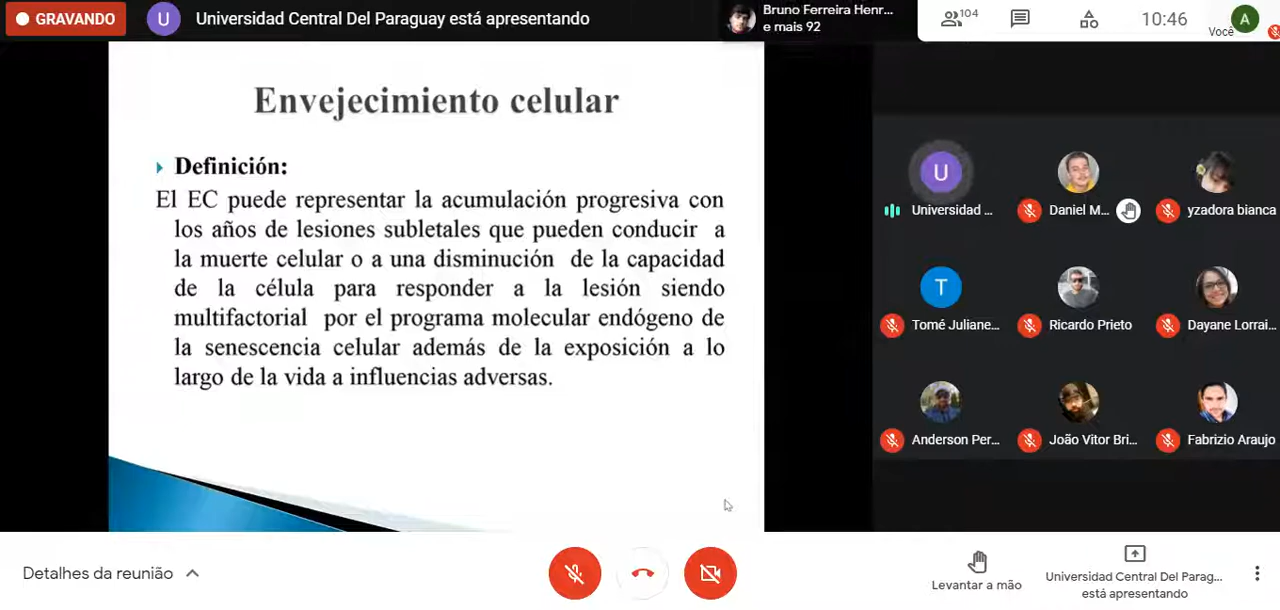 GRAVANDO
U
Universidad Central Del Paraguay está apresentando
Bruno Ferreira Henr...
e mais 92
104
10:46
Você
A
Envejecimiento celular
Definición:
El EC puede representar la acumulación progresiva con
los años de lesiones subletales que pueden conducir a
la muerte celular o a una disminución de la capacidad
de la célula para responder a la lesión siendo
multifactorial por el programa molecular endógeno de
la senescencia celular además de la exposición a lo
largo de la vida a influencias adversas.
U
Universidad ...
Daniel M...
yzadora bianca
T
Tomé Juliane...
Ricardo Prieto
Dayane Lorrai...
Anderson Per...
João Vitor Bri...
Fabrizio Araujo
Detalhes da reunião
Levantar a mão
Universidad Central Del Parag...
está apresentando